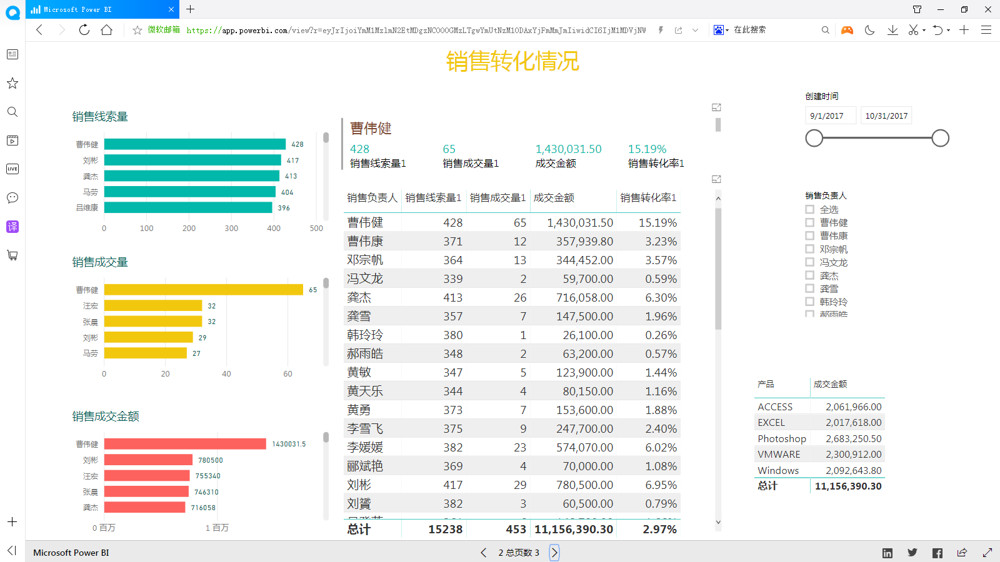 Microsoft Power BI
微软邮箱
https://app.powerbi.com/view?r=eyJrIjoiYmM1MzlmN2EtMDgzNC00OGMzLTgwYmUtNzM1ODAxYjFmMmJmIiwidCI6IjM1MDVjNW
在此搜索
LIVE
译
销售转化情况
销售线索量
曹伟健 428
刘彬 417
龚杰 413
马劳 404
吕维康 396
0 100 200 300 400 500
销售成交量
曹伟健 65
汪宏 32
张晨 32
刘彬 29
马劳 27
0 20 40 60
销售成交金额
曹伟健 1430031.5
刘彬 780500
汪宏 755340
张晨 746310
龚杰 716058
0 百万 1 百万
曹伟健
428 65 1,430,031.50 15.19%
销售线索量1 销售成交量1 成交金额 销售转化率1
销售负责人 销售线索量1 销售成交量1 成交金额 销售转化率1
曹伟健 428 65 1,430,031.50 15.19%
曹伟康 371 12 357,939.80 3.23%
邓宗帆 364 13 344,452.00 3.57%
冯文龙 339 2 59,700.00 0.59%
龚杰 413 26 716,058.00 6.30%
龚雪 357 7 147,500.00 1.96%
韩玲玲 380 1 26,100.00 0.26%
郝雨皓 348 2 63,200.00 0.57%
黄敏 347 5 123,900.00 1.44%
黄天乐 344 4 80,150.00 1.16%
黄勇 373 7 153,600.00 1.88%
李雪飞 375 9 247,700.00 2.40%
李媛媛 382 23 574,070.00 6.02%
郦斌艳 369 4 70,000.00 1.08%
刘彬 417 29 780,500.00 6.95%
刘赟 382 3 60,500.00 0.79%
总计 15238 453 11,156,390.30 2.97%
创建时间
9/1/2017 10/31/2017
销售负责人
全选
曹伟健
曹伟康
邓宗帆
冯文龙
龚杰
龚雪
韩玲玲
郝雨皓
产品 成交金额
ACCESS 2,061,966.00
EXCEL 2,017,618.00
Photoshop 2,683,250.50
VMWARE 2,300,912.00
Windows 2,092,643.80
总计 11,156,390.30
Microsoft Power BI
2 总页数 3